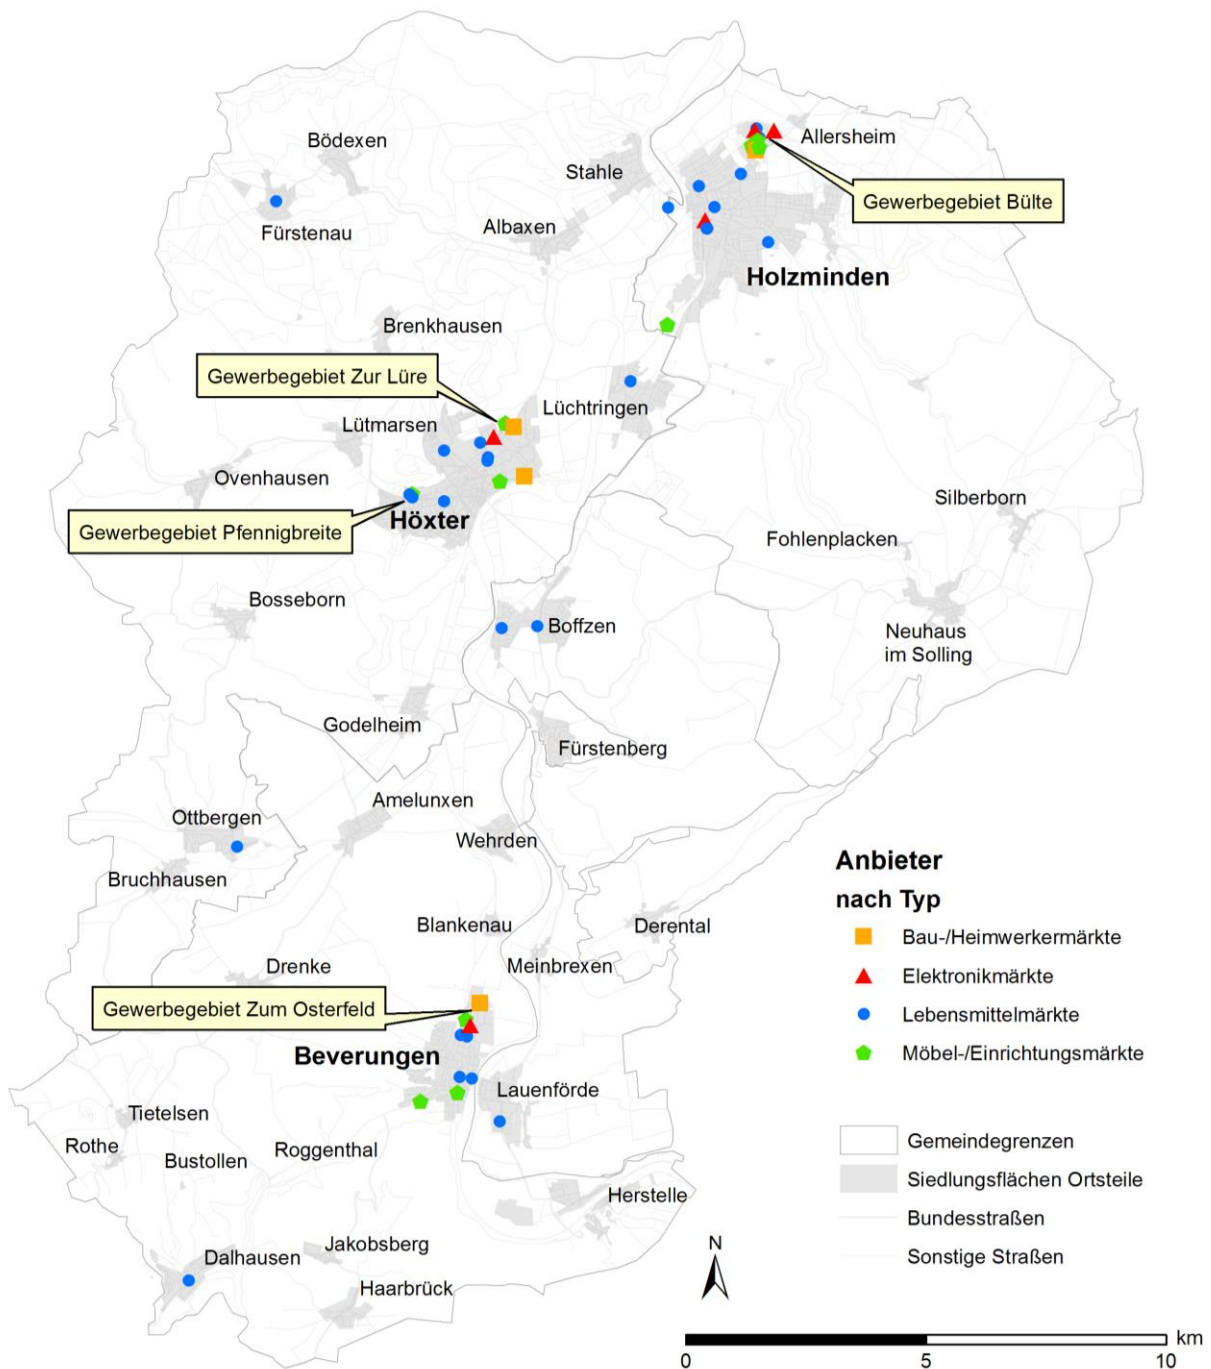 Bödexen
Allersheim
Stahle
Gewerbegebiet Bülte
Fürstenau
Albaxen
Holzminden
Brenkhausen
Gewerbegebiet Zur Lüre
Lüchtringen
Lütmarsen
Ovenhausen
Silberborn
Gewerbegebiet Pfennigbreite
Höxter
Fohlenplacken
Bosseborn
Boffzen
Neuhaus
im Solling
Godelheim
Fürstenberg
Amelunxen
Ottbergen
Wehrden
Bruchhausen
Blankenau
Derental
Drenke
Meinbrexen
Gewerbegebiet Zum Osterfeld
Beverungen
Lauenförde
Tietelsen
Rothe
Roggenthal
Bustollen
Herstelle
Jakobsberg
Dalhausen
Haarbrück
Anbieter
nach Typ
Bau-/Heimwerkermärkte
Elektronikmärkte
Lebensmittelmärkte
Möbel-/Einrichtungsmärkte
Gemeindegrenzen
Siedlungsflächen Ortsteile
Bundesstraßen
Sonstige Straßen
N
km
0 5 10